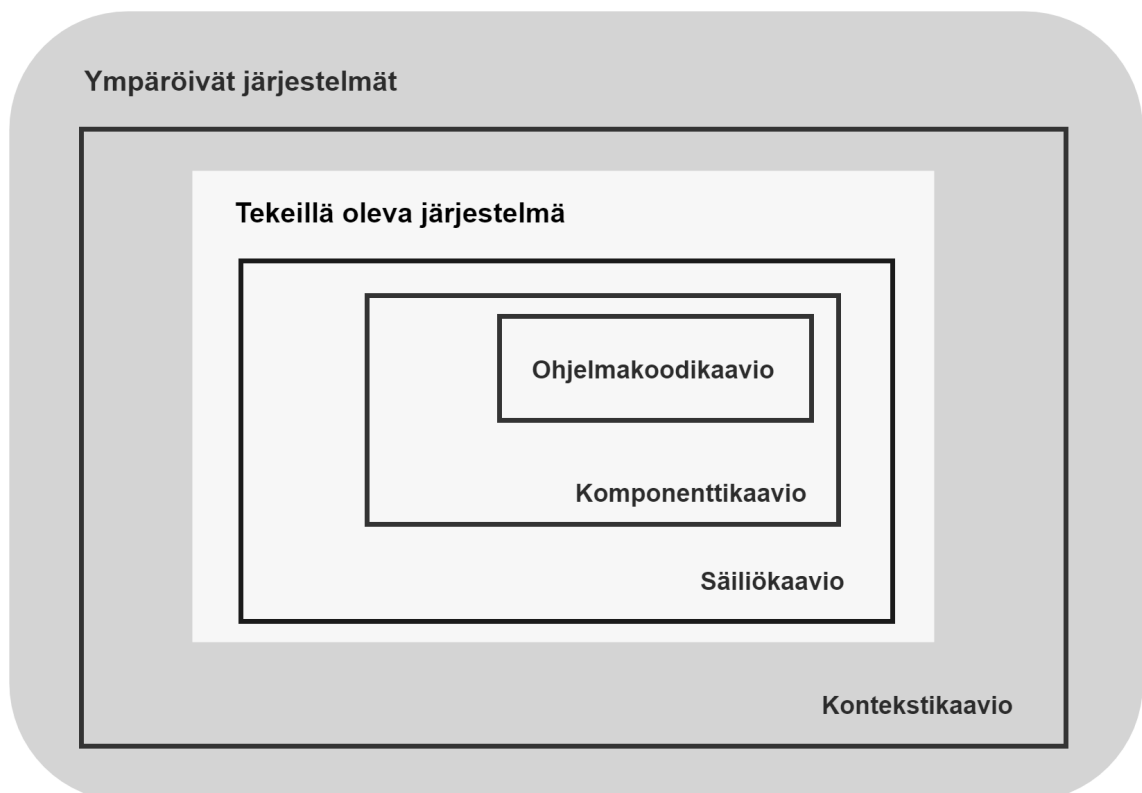 Ympäröivät järjestelmät
Tekeillä oleva järjestelmä
Ohjelmakoodikaavio
Komponenttikaavio
Säiliökaavio
Kontekstikaavio